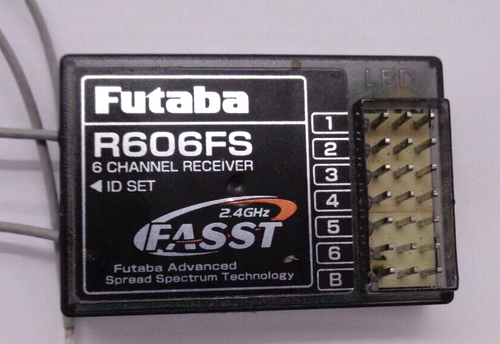 LED
Futaba
R606FS
6 CHANNEL RECEIVER
◀ ID SET
2.4GHz
FASST
Futaba Advanced
Spread Spectrum Technology
1
2
3
4
5
6
B